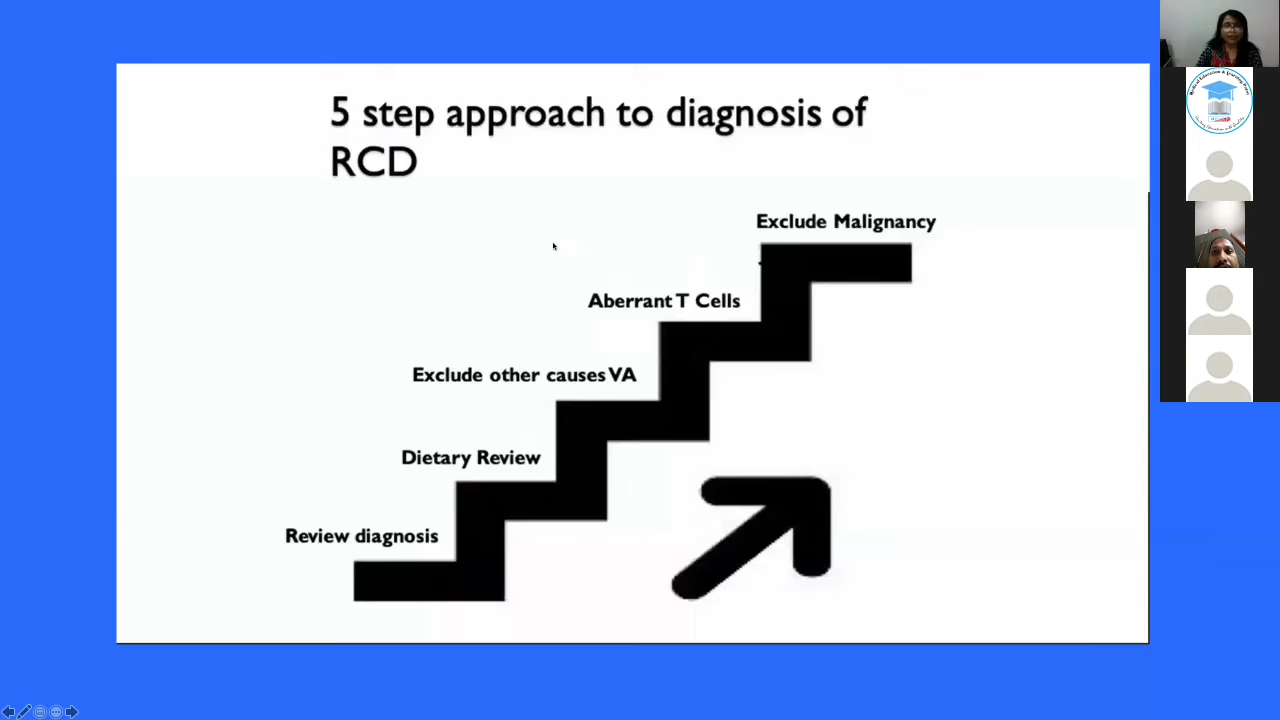 5 step approach to diagnosis of
RCD
Exclude Malignancy
Aberrant T Cells
Exclude other causes VA
Dietary Review
Review diagnosis